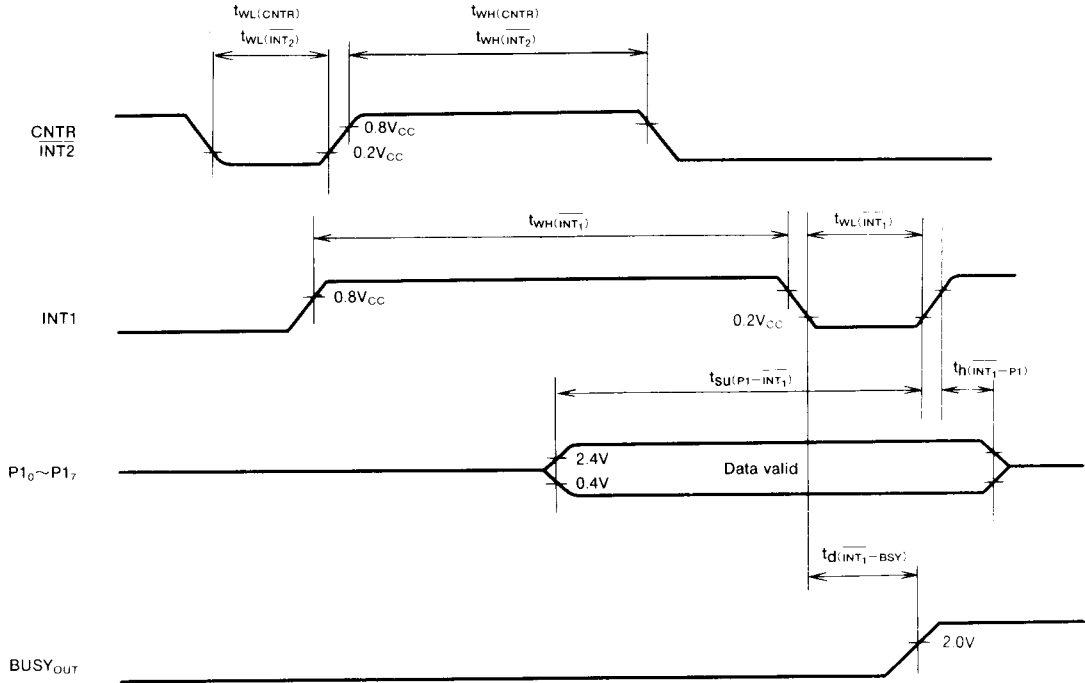 tWL(CNTR)
tWL(INT2)
tWH(CNTR)
tWH(INT2)
CNTR
INT2
0.8VCC
0.2VCC
tWH(INT1)
tWL(INT1)
INT1
0.8VCC
0.2VCC
tsu(P1−INT1)
th(INT1−P1)
P10~P17
2.4V
0.4V
Data valid
td(INT1−BSY)
BUSYOUT
2.0V